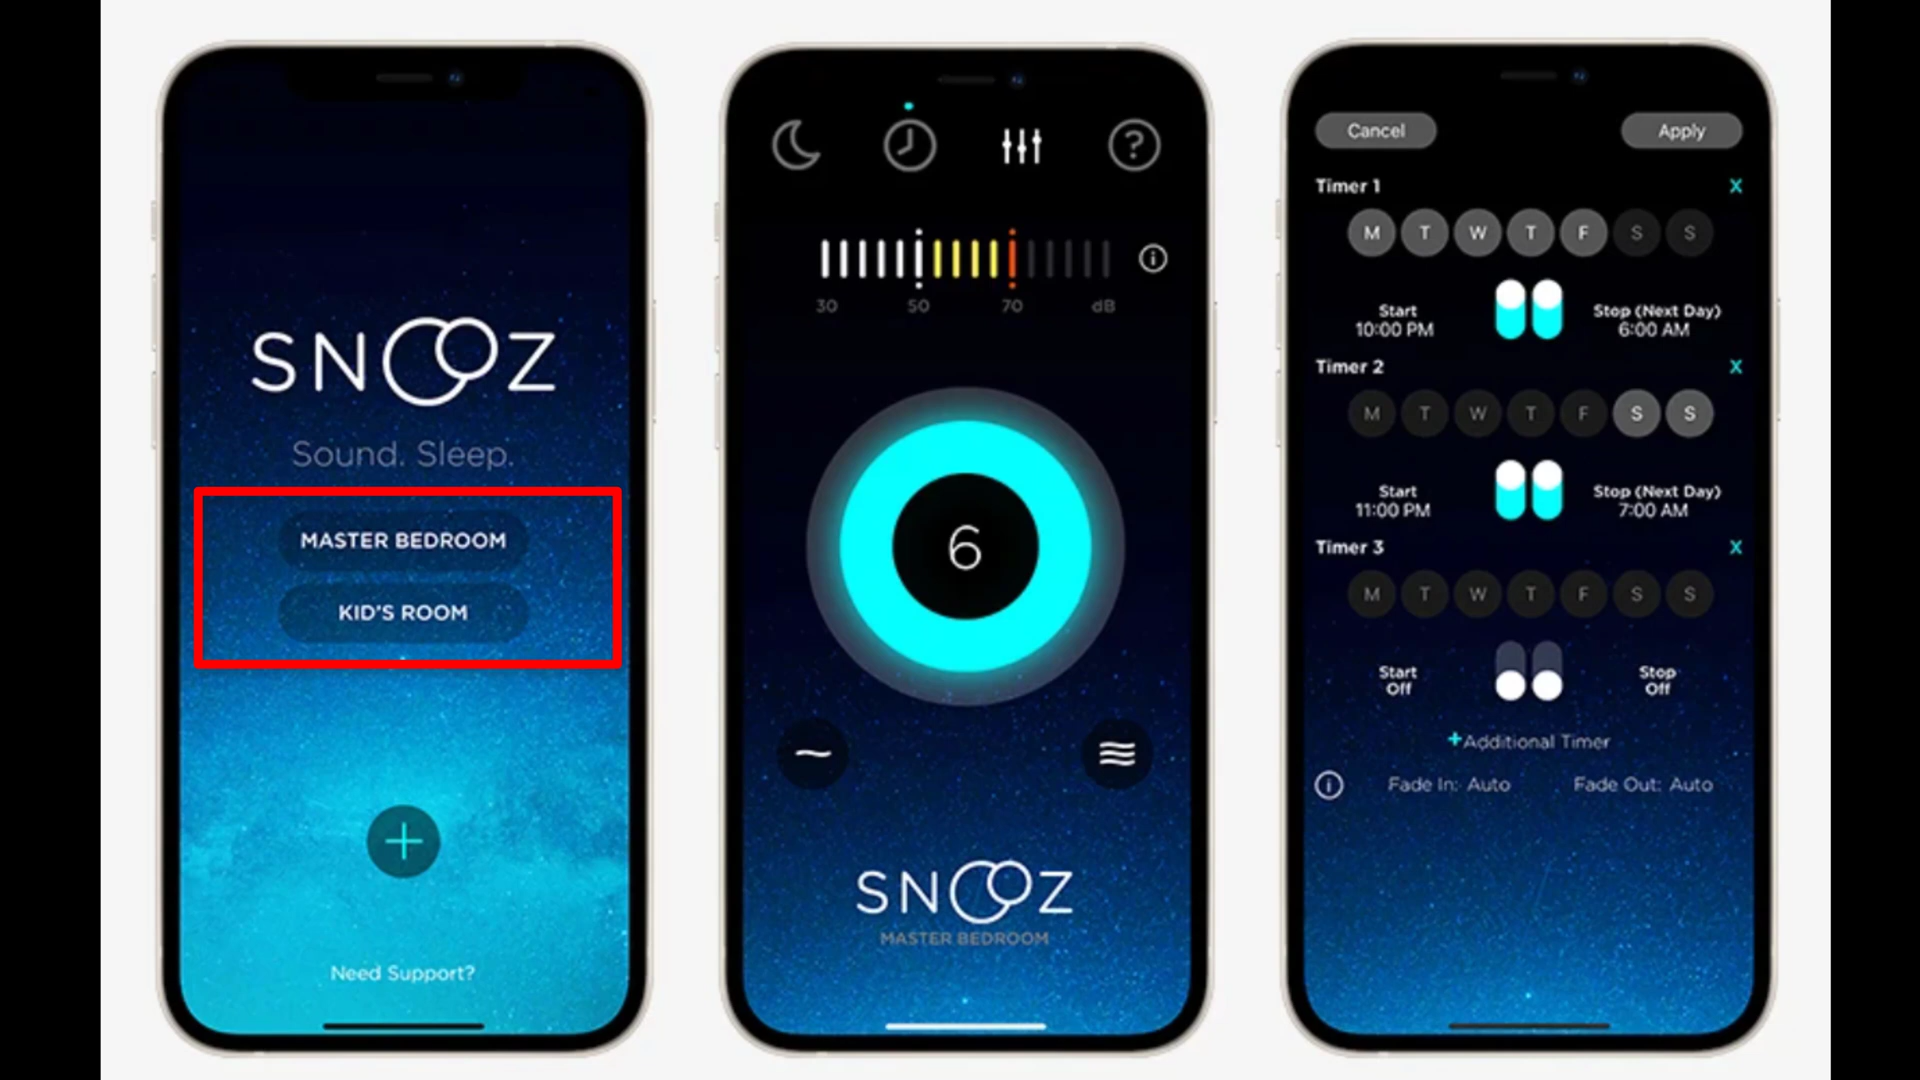 SNOOZ
Sound. Sleep.
MASTER BEDROOM
KID'S ROOM
Need Support?
?
i
30 50 70 dB
6
SNOOZ
MASTER BEDROOM
Cancel Apply
Timer 1 X
M T W T F S S
Start Stop (Next Day)
10:00 PM 6:00 AM
Timer 2 X
M T W T F S S
Start Stop (Next Day)
11:00 PM 7:00 AM
Timer 3 X
M T W T F S S
Start Stop
Off Off
+Additional Timer
i Fade In: Auto Fade Out: Auto